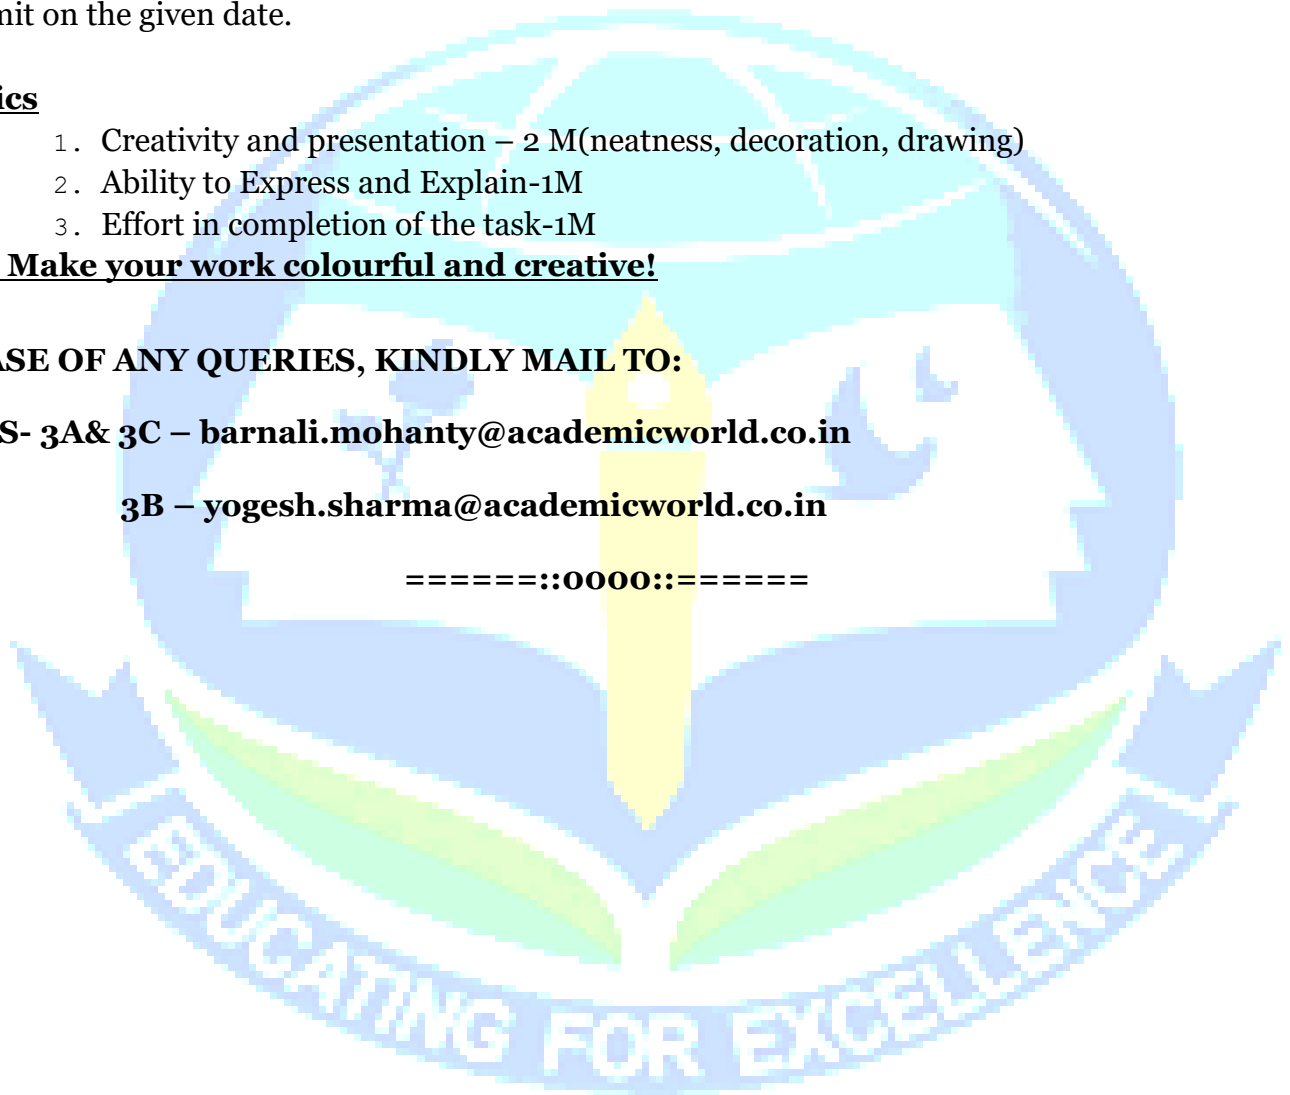 mit on the given date.
ics
1. Creativity and presentation – 2 M(neatness, decoration, drawing)
2. Ability to Express and Explain-1M
3. Effort in completion of the task-1M
Make your work colourful and creative!
ASE OF ANY QUERIES, KINDLY MAIL TO:
S- 3A& 3C – barnali.mohanty@academicworld.co.in
3B – yogesh.sharma@academicworld.co.in
======::0000::======
EDUCATING FOR EXCELLENCE